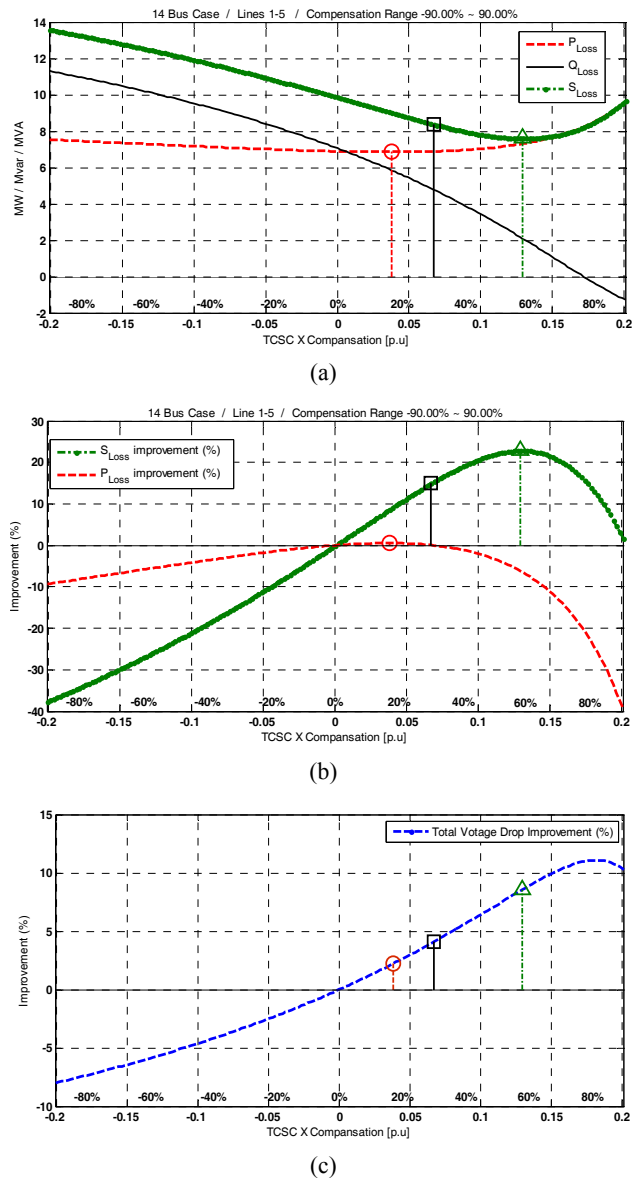 14 Bus Case / Lines 1-5 / Compensation Range -90.00% ~ 90.00%
P_Loss
Q_Loss
S_Loss
MW / Mvar / MVA
14
12
10
8
6
4
2
0
-2
-80% -60% -40% -20% 0% 20% 40% 60% 80%
-0.2 -0.15 -0.1 -0.05 0 0.05 0.1 0.15 0.2
TCSC X Compansation [p.u]
(a)
14 Bus Case / Line 1-5 / Compensation Range -90.00% ~ 90.00%
S_Loss improvement (%)
P_Loss improvement (%)
Improvement (%)
30
20
10
0
-10
-20
-30
-40
-80% -60% -40% -20% 0% 20% 40% 60% 80%
-0.2 -0.15 -0.1 -0.05 0 0.05 0.1 0.15 0.2
TCSC X Compansation [p.u]
(b)
Total Votage Drop Improvement (%)
Improvement (%)
15
10
5
0
-5
-10
-80% -60% -40% -20% 0% 20% 40% 60% 80%
-0.2 -0.15 -0.1 -0.05 0 0.05 0.1 0.15 0.2
TCSC X Compansation [p.u]
(c)